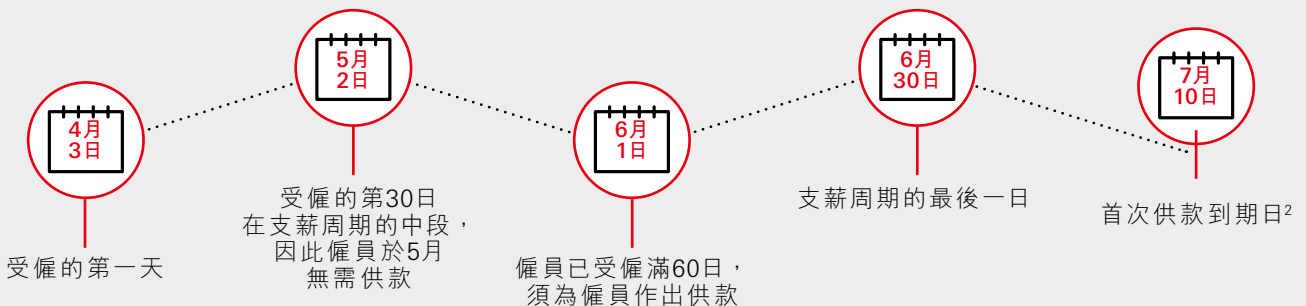 4月
3日
受僱的第一天
5月
2日
受僱的第30日
在支薪周期的中段，
因此僱員於5月
無需供款
6月
1日
僱員已受僱滿60日，
須為僱員作出供款
6月
30日
支薪周期的最後一日
7月
10日
首次供款到期日²